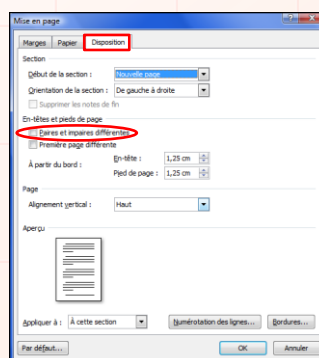 Mise en page
Marges Papier Disposition
Section
Début de la section : Nouvelle page
Orientation de la section : De gauche à droite
Supprimer les notes de fin
En-têtes et pieds de page
Paires et impaires différentes
Première page différente
À partir du bord :
En-tête : 1,25 cm
Pied de page : 1,25 cm
Page
Alignement vertical : Haut
Aperçu
Appliquer à : À cette section Numérotation des lignes... Bordures...
Par défaut... OK Annuler